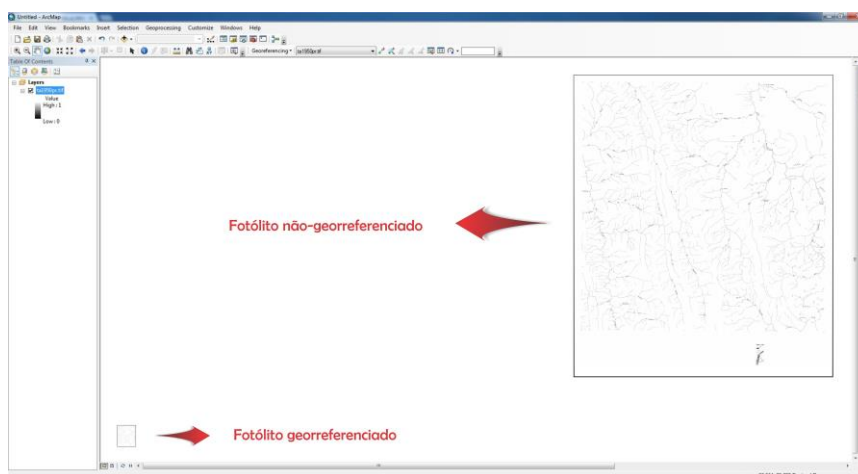 Untitled - ArcMap
File Edit View Bookmarks Insert Selection Geoprocessing Customize Windows Help
Georeferencing
Table Of Contents
Layers
Value
High : 1
Low : 0
Fotólito não-georreferenciado
Fotólito georreferenciado